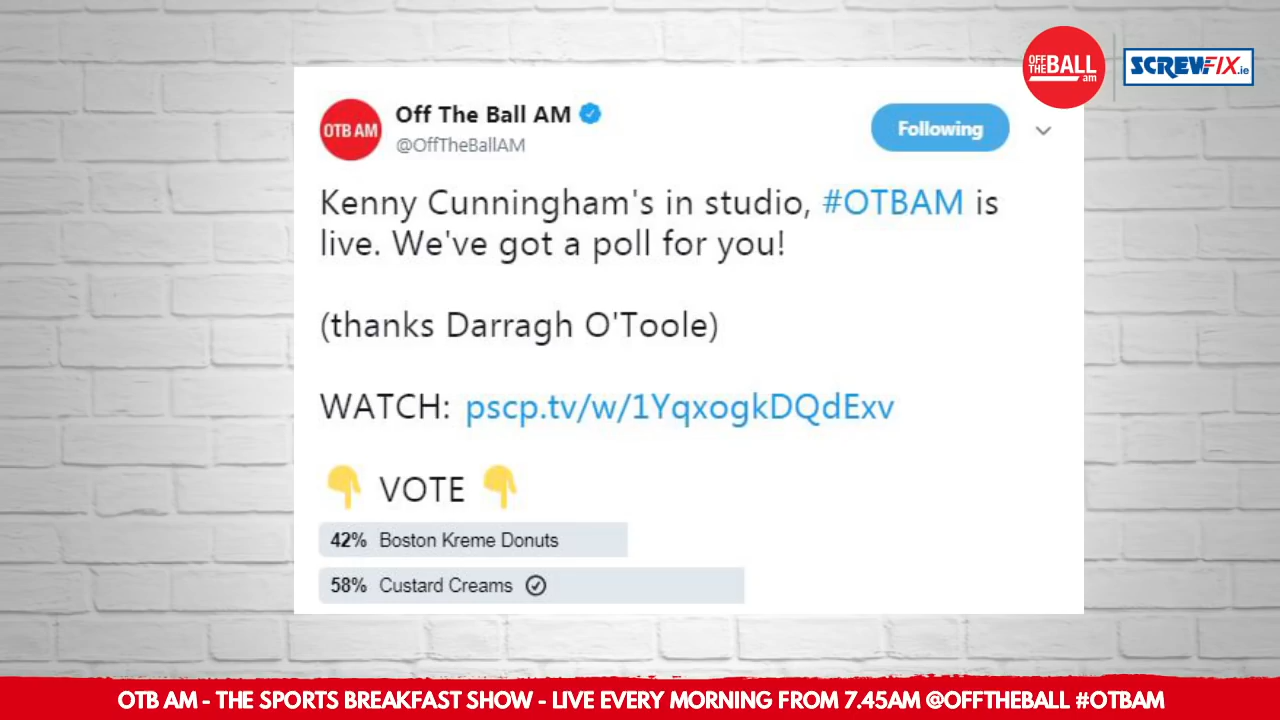 OFF
THE BALL
am
SCREWFIX.ie
OTB AM
Off The Ball AM
@OffTheBallAM
Following
Kenny Cunningham's in studio, #OTBAM is
live. We've got a poll for you!
(thanks Darragh O'Toole)
WATCH: pscp.tv/w/1YqxogkDQdExv
👇 VOTE 👇
42% Boston Kreme Donuts
58% Custard Creams
OTB AM - THE SPORTS BREAKFAST SHOW - LIVE EVERY MORNING FROM 7.45AM @OFFTHEBALL #OTBAM